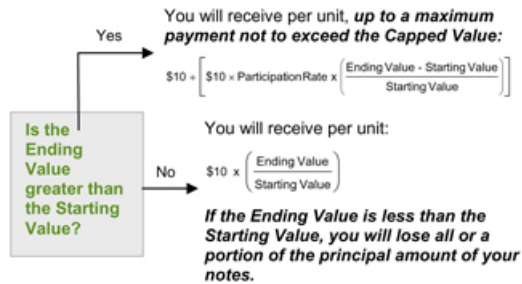 You will receive per unit, up to a maximum
payment not to exceed the Capped Value:
Yes
$10 + [ $10 × Participation Rate x ( Ending Value - Starting Value / Starting Value ) ]
Is the
Ending
Value
greater than
the Starting
Value?
You will receive per unit:
No
$10 x ( Ending Value / Starting Value )
If the Ending Value is less than the
Starting Value, you will lose all or a
portion of the principal amount of your
notes.